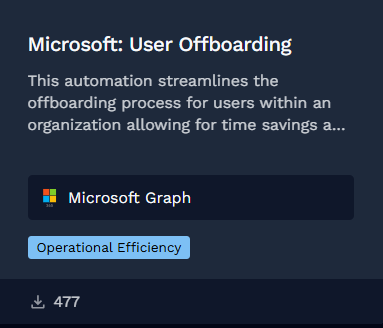 Microsoft: User Offboarding
This automation streamlines the
offboarding process for users within an
organization allowing for time savings a...
Microsoft Graph
Operational Efficiency
477